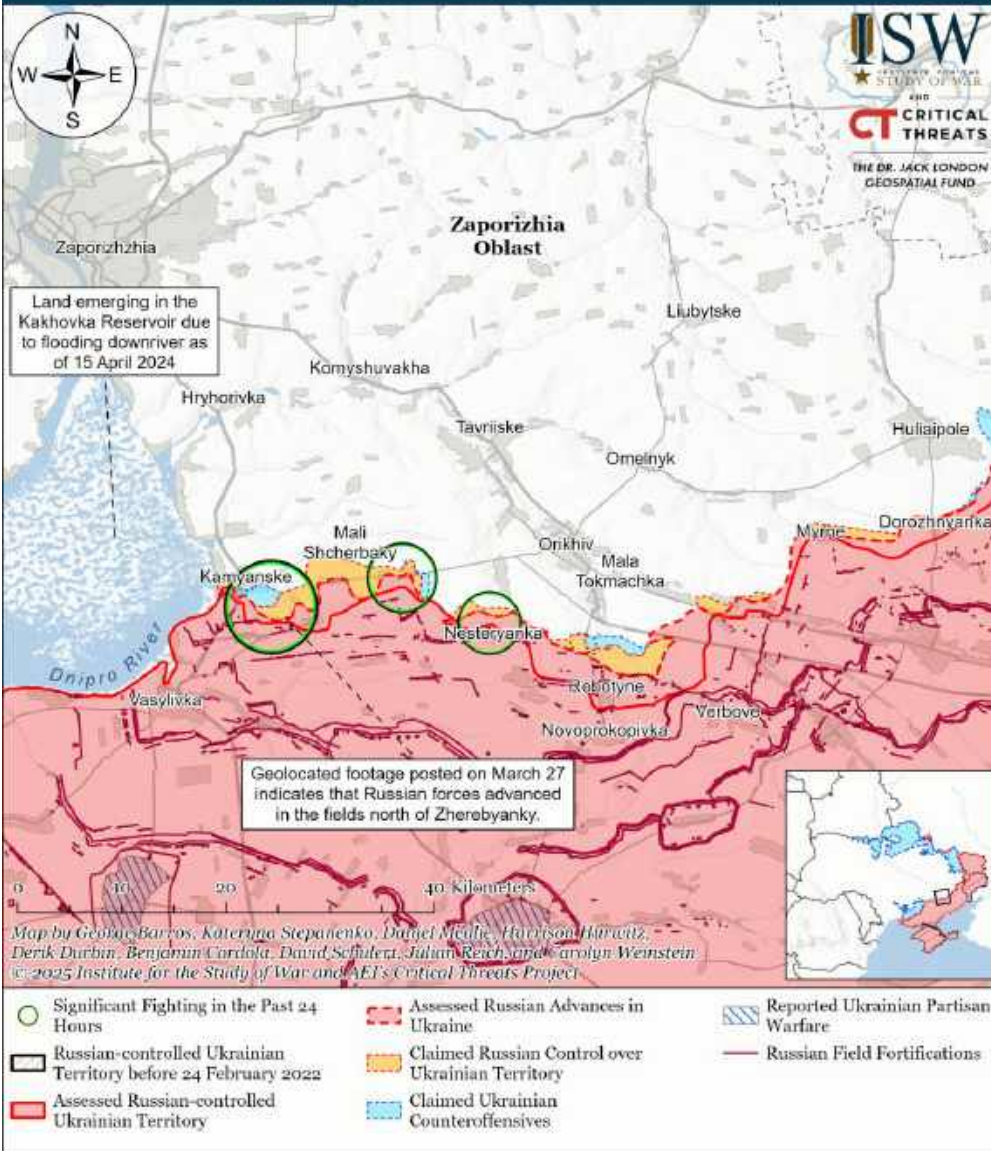 N
W
E
S
ISW
INSTITUTE FOR THE
STUDY OF WAR
AND
CT CRITICAL
THREATS
THE DR. JACK LONDON
GEOSPATIAL FUND
Zaporizhia
Oblast
Zaporizhzhia
Land emerging in the
Kakhovka Reservoir due
to flooding downriver as
of 15 April 2024
Liubytske
Komyshuvakha
Hryhorivka
Tavriiske
Huliaipole
Omelnyk
Mali
Shcherbaky
Orikhiv
Myrne
Dorozhnyanka
Mala
Tokmachka
Kamyanske
Nesteryanka
Dnipro River
Robotyne
Vasylivka
Verbove
Novoprokopivka
Geolocated footage posted on March 27
indicates that Russian forces advanced
in the fields north of Zherebyanky.
0 10 20 40 Kilometers
Map by George Barros, Kateryna Stepanenko, Daniel Mealie, Harrison Hurwitz,
Derik Durbin, Benjamin Cordola, David Schulert, Julian Reich, and Carolyn Weinstein
© 2025 Institute for the Study of War and AEI's Critical Threats Project
Significant Fighting in the Past 24
Hours
Russian-controlled Ukrainian
Territory before 24 February 2022
Assessed Russian-controlled
Ukrainian Territory
Assessed Russian Advances in
Ukraine
Claimed Russian Control over
Ukrainian Territory
Claimed Ukrainian
Counteroffensives
Reported Ukrainian Partisan
Warfare
Russian Field Fortifications